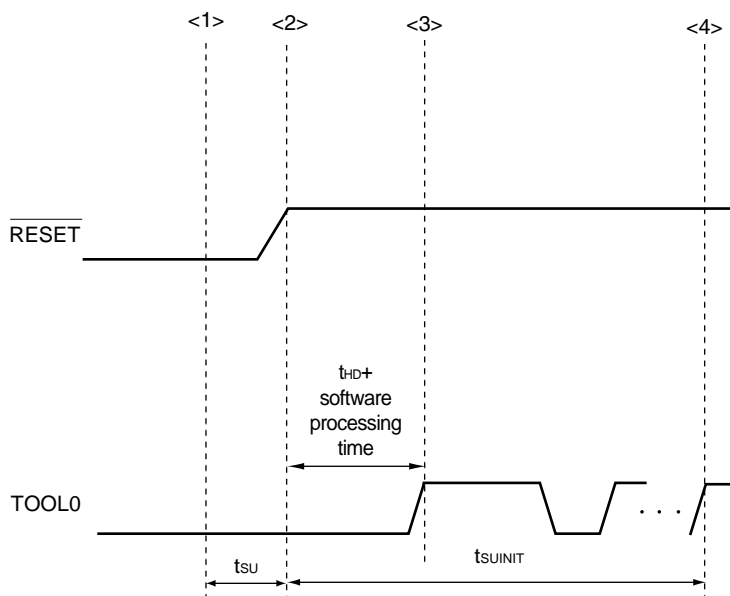 <1> <2> <3> <4>
RESET
tHD+
software
processing
time
TOOL0
. . .
tSU
tSUINIT